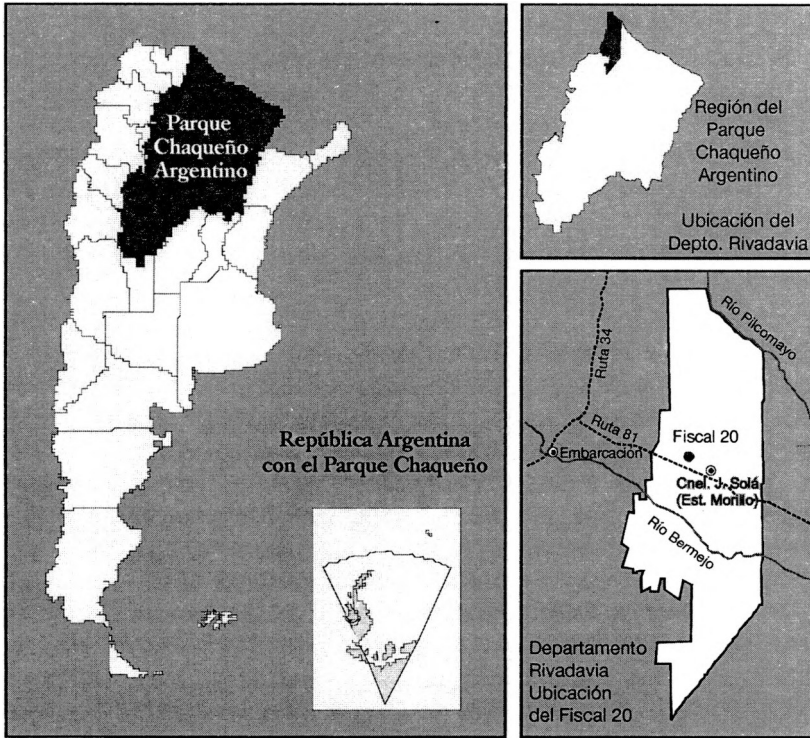 Parque
Chaqueño
Argentino
República Argentina
con el Parque Chaqueño
Región del
Parque
Chaqueño
Argentino
Ubicación del
Depto. Rivadavia
Río Pilcomayo
Ruta 34
Ruta 81
Fiscal 20
Embarcación
Cnel. J. Solá
(Est. Morillo)
Río Bermejo
Departamento
Rivadavia
Ubicación
del Fiscal 20